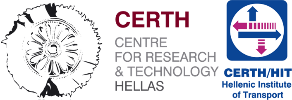 CERTH
CENTRE
FOR RESEARCH
& TECHNOLOGY
HELLAS
CERTH/HIT
Hellenic Institute
of Transport